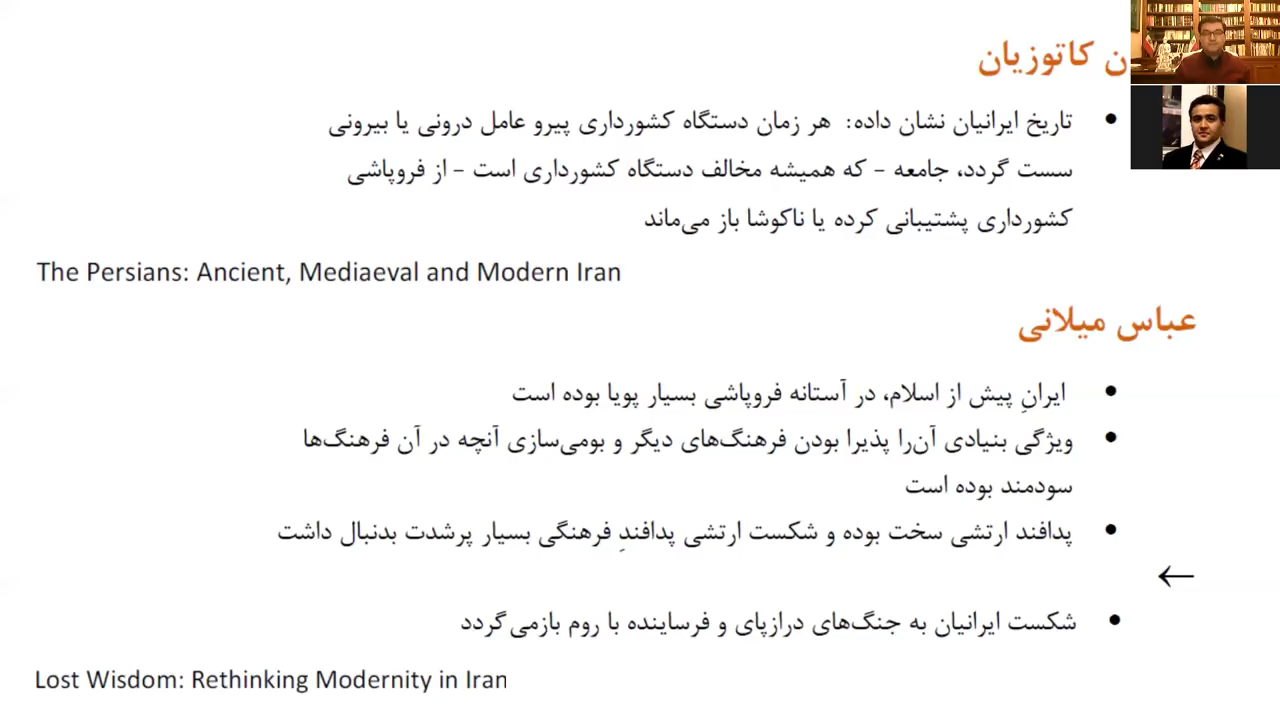 ن کاتوزیان
• تاریخ ایرانیان نشان داده: هر زمان دستگاه کشورداری پیرو عامل درونی یا بیرونی
سست گردد، جامعه – که همیشه مخالف دستگاه کشورداری است – از فروپاشی
کشورداری پشتیبانی کرده یا ناکوشا باز می‌ماند
The Persians: Ancient, Mediaeval and Modern Iran
عباس میلانی
• ایرانِ پیش از اسلام، در آستانه فروپاشی بسیار پویا بوده است
• ویژگی بنیادی آن‌را پذیرا بودن فرهنگ‌های دیگر و بومی‌سازی آنچه در آن فرهنگ‌ها
سودمند بوده است
• پدافند ارتشی سخت بوده و شکست ارتشی پدافندِ فرهنگی بسیار پرشدت بدنبال داشت
←
• شکست ایرانیان به جنگ‌های درازپای و فرساینده با روم بازمی‌گردد
Lost Wisdom: Rethinking Modernity in Iran